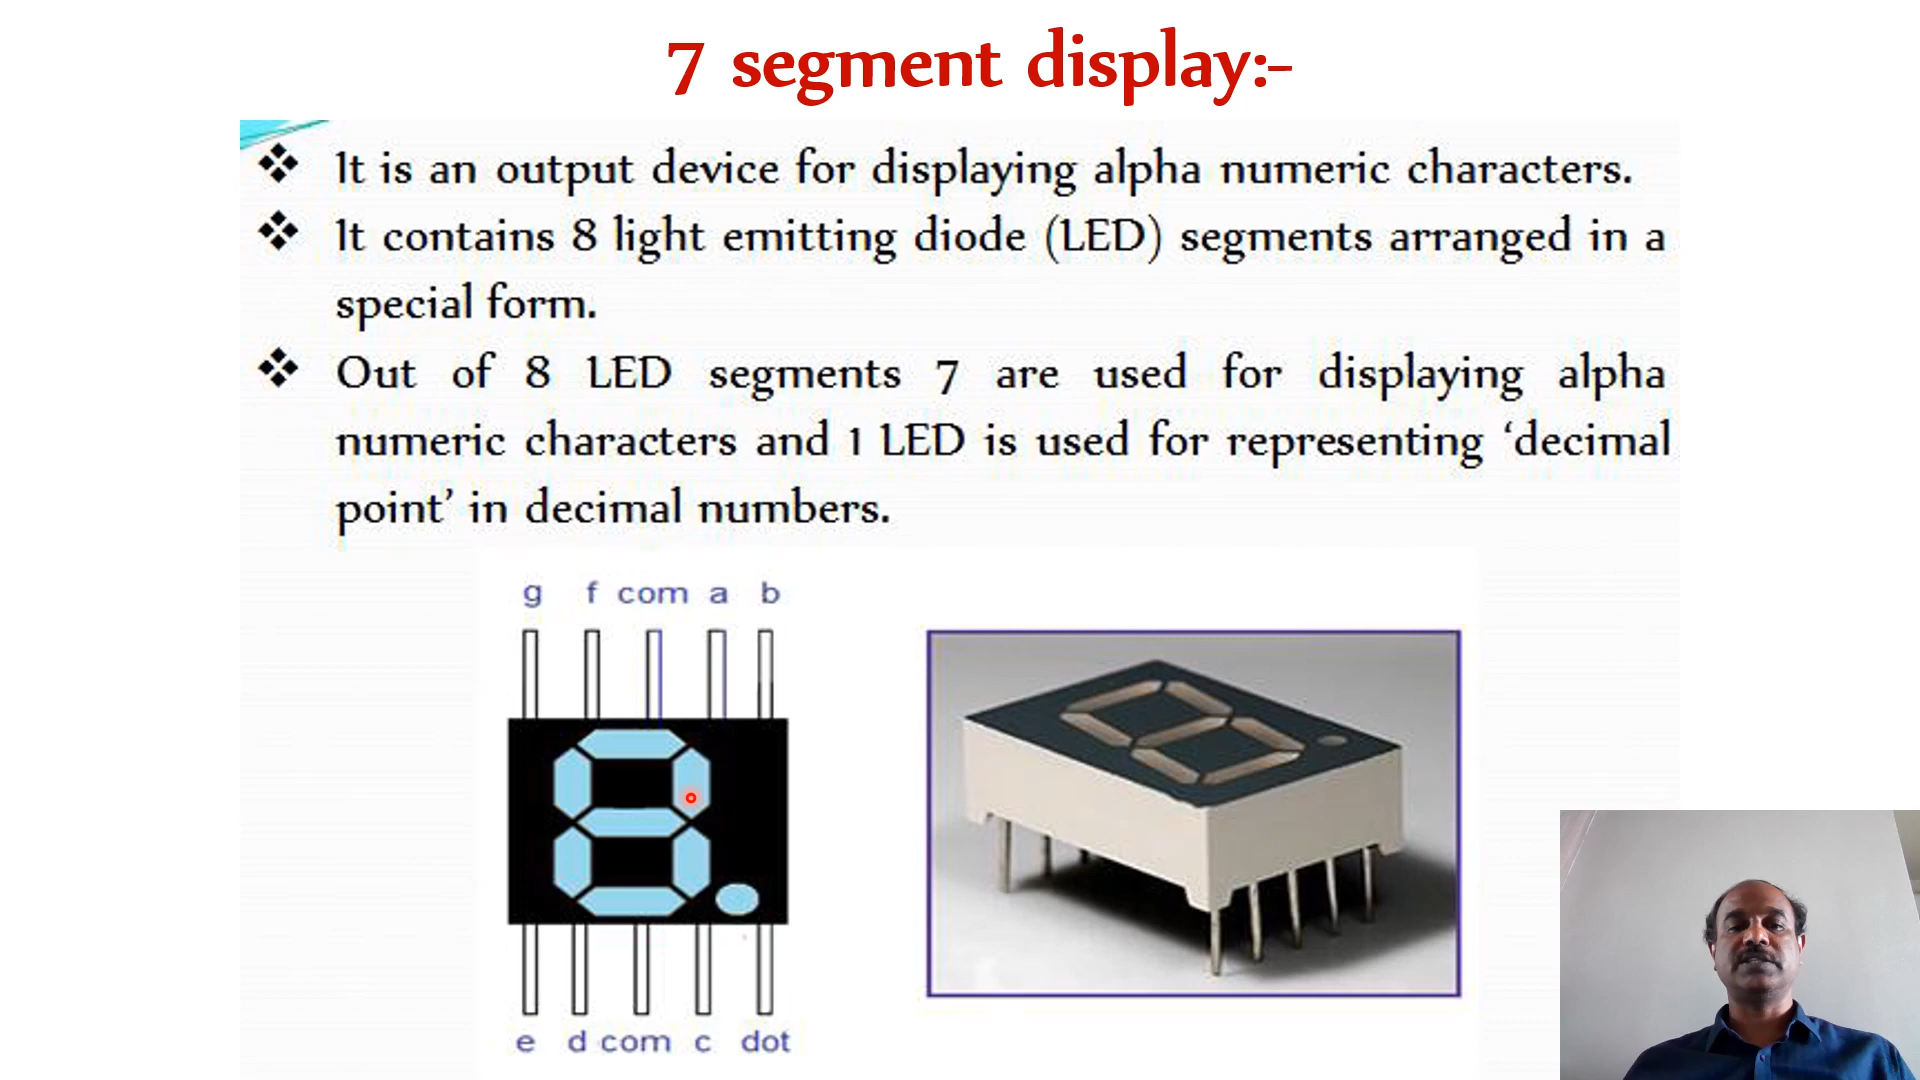 7 segment display:-
It is an output device for displaying alpha numeric characters.
It contains 8 light emitting diode (LED) segments arranged in a
special form.
Out of 8 LED segments 7 are used for displaying alpha
numeric characters and 1 LED is used for representing ‘decimal
point’ in decimal numbers.
g f com a b
e d com c dot